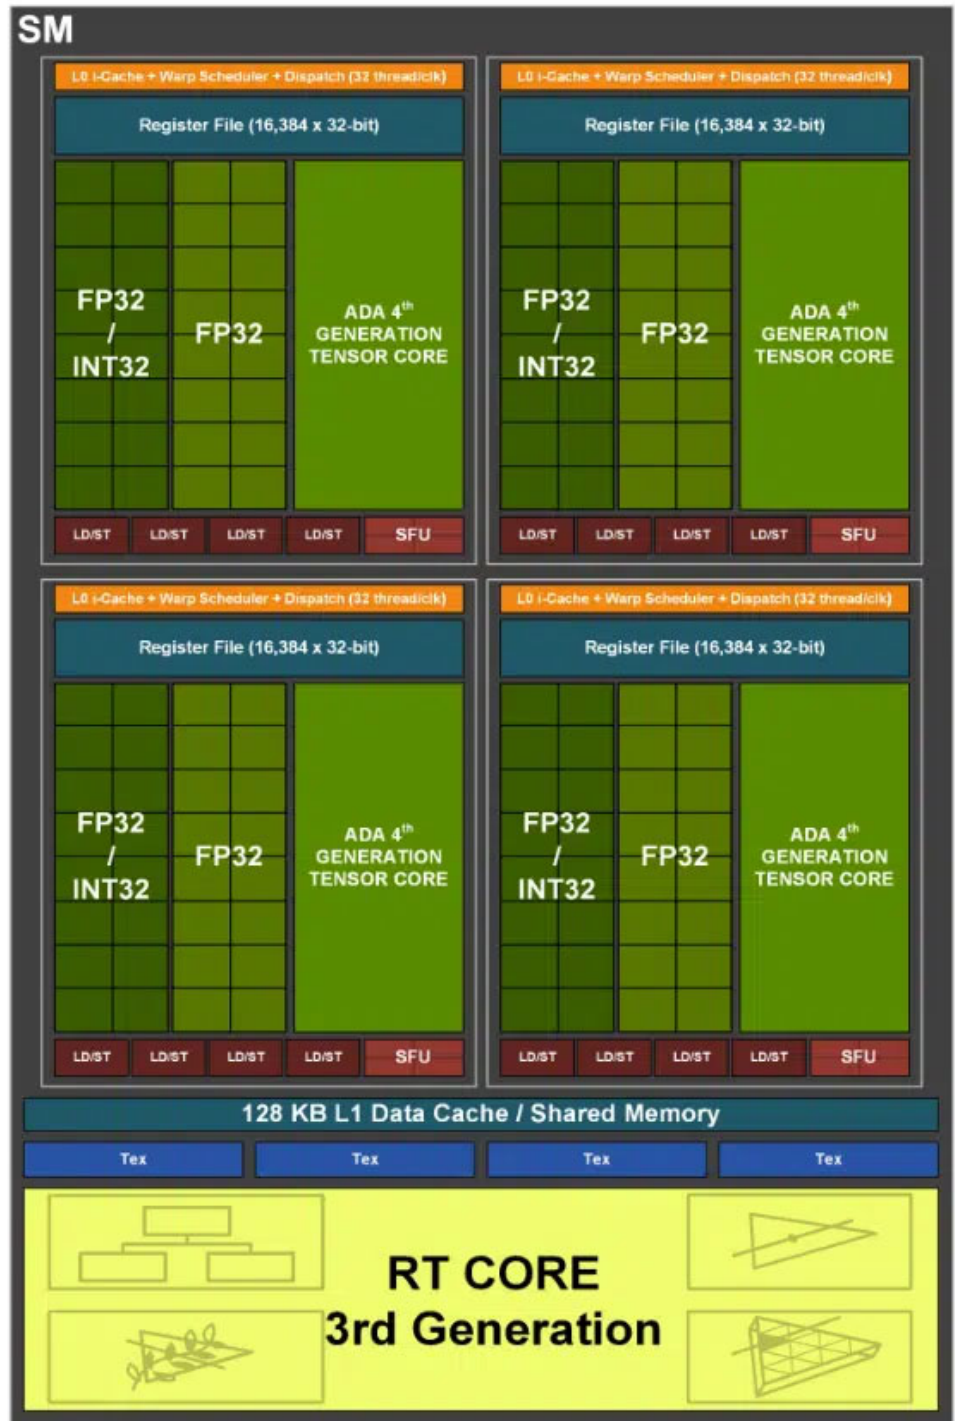 SM
L0 i-Cache + Warp Scheduler + Dispatch (32 thread/clk)
Register File (16,384 x 32-bit)
FP32
/
INT32
FP32
ADA 4th
GENERATION
TENSOR CORE
LD/ST LD/ST LD/ST LD/ST SFU
L0 i-Cache + Warp Scheduler + Dispatch (32 thread/clk)
Register File (16,384 x 32-bit)
FP32
/
INT32
FP32
ADA 4th
GENERATION
TENSOR CORE
LD/ST LD/ST LD/ST LD/ST SFU
L0 i-Cache + Warp Scheduler + Dispatch (32 thread/clk)
Register File (16,384 x 32-bit)
FP32
/
INT32
FP32
ADA 4th
GENERATION
TENSOR CORE
LD/ST LD/ST LD/ST LD/ST SFU
L0 i-Cache + Warp Scheduler + Dispatch (32 thread/clk)
Register File (16,384 x 32-bit)
FP32
/
INT32
FP32
ADA 4th
GENERATION
TENSOR CORE
LD/ST LD/ST LD/ST LD/ST SFU
128 KB L1 Data Cache / Shared Memory
Tex Tex Tex Tex
RT CORE
3rd Generation